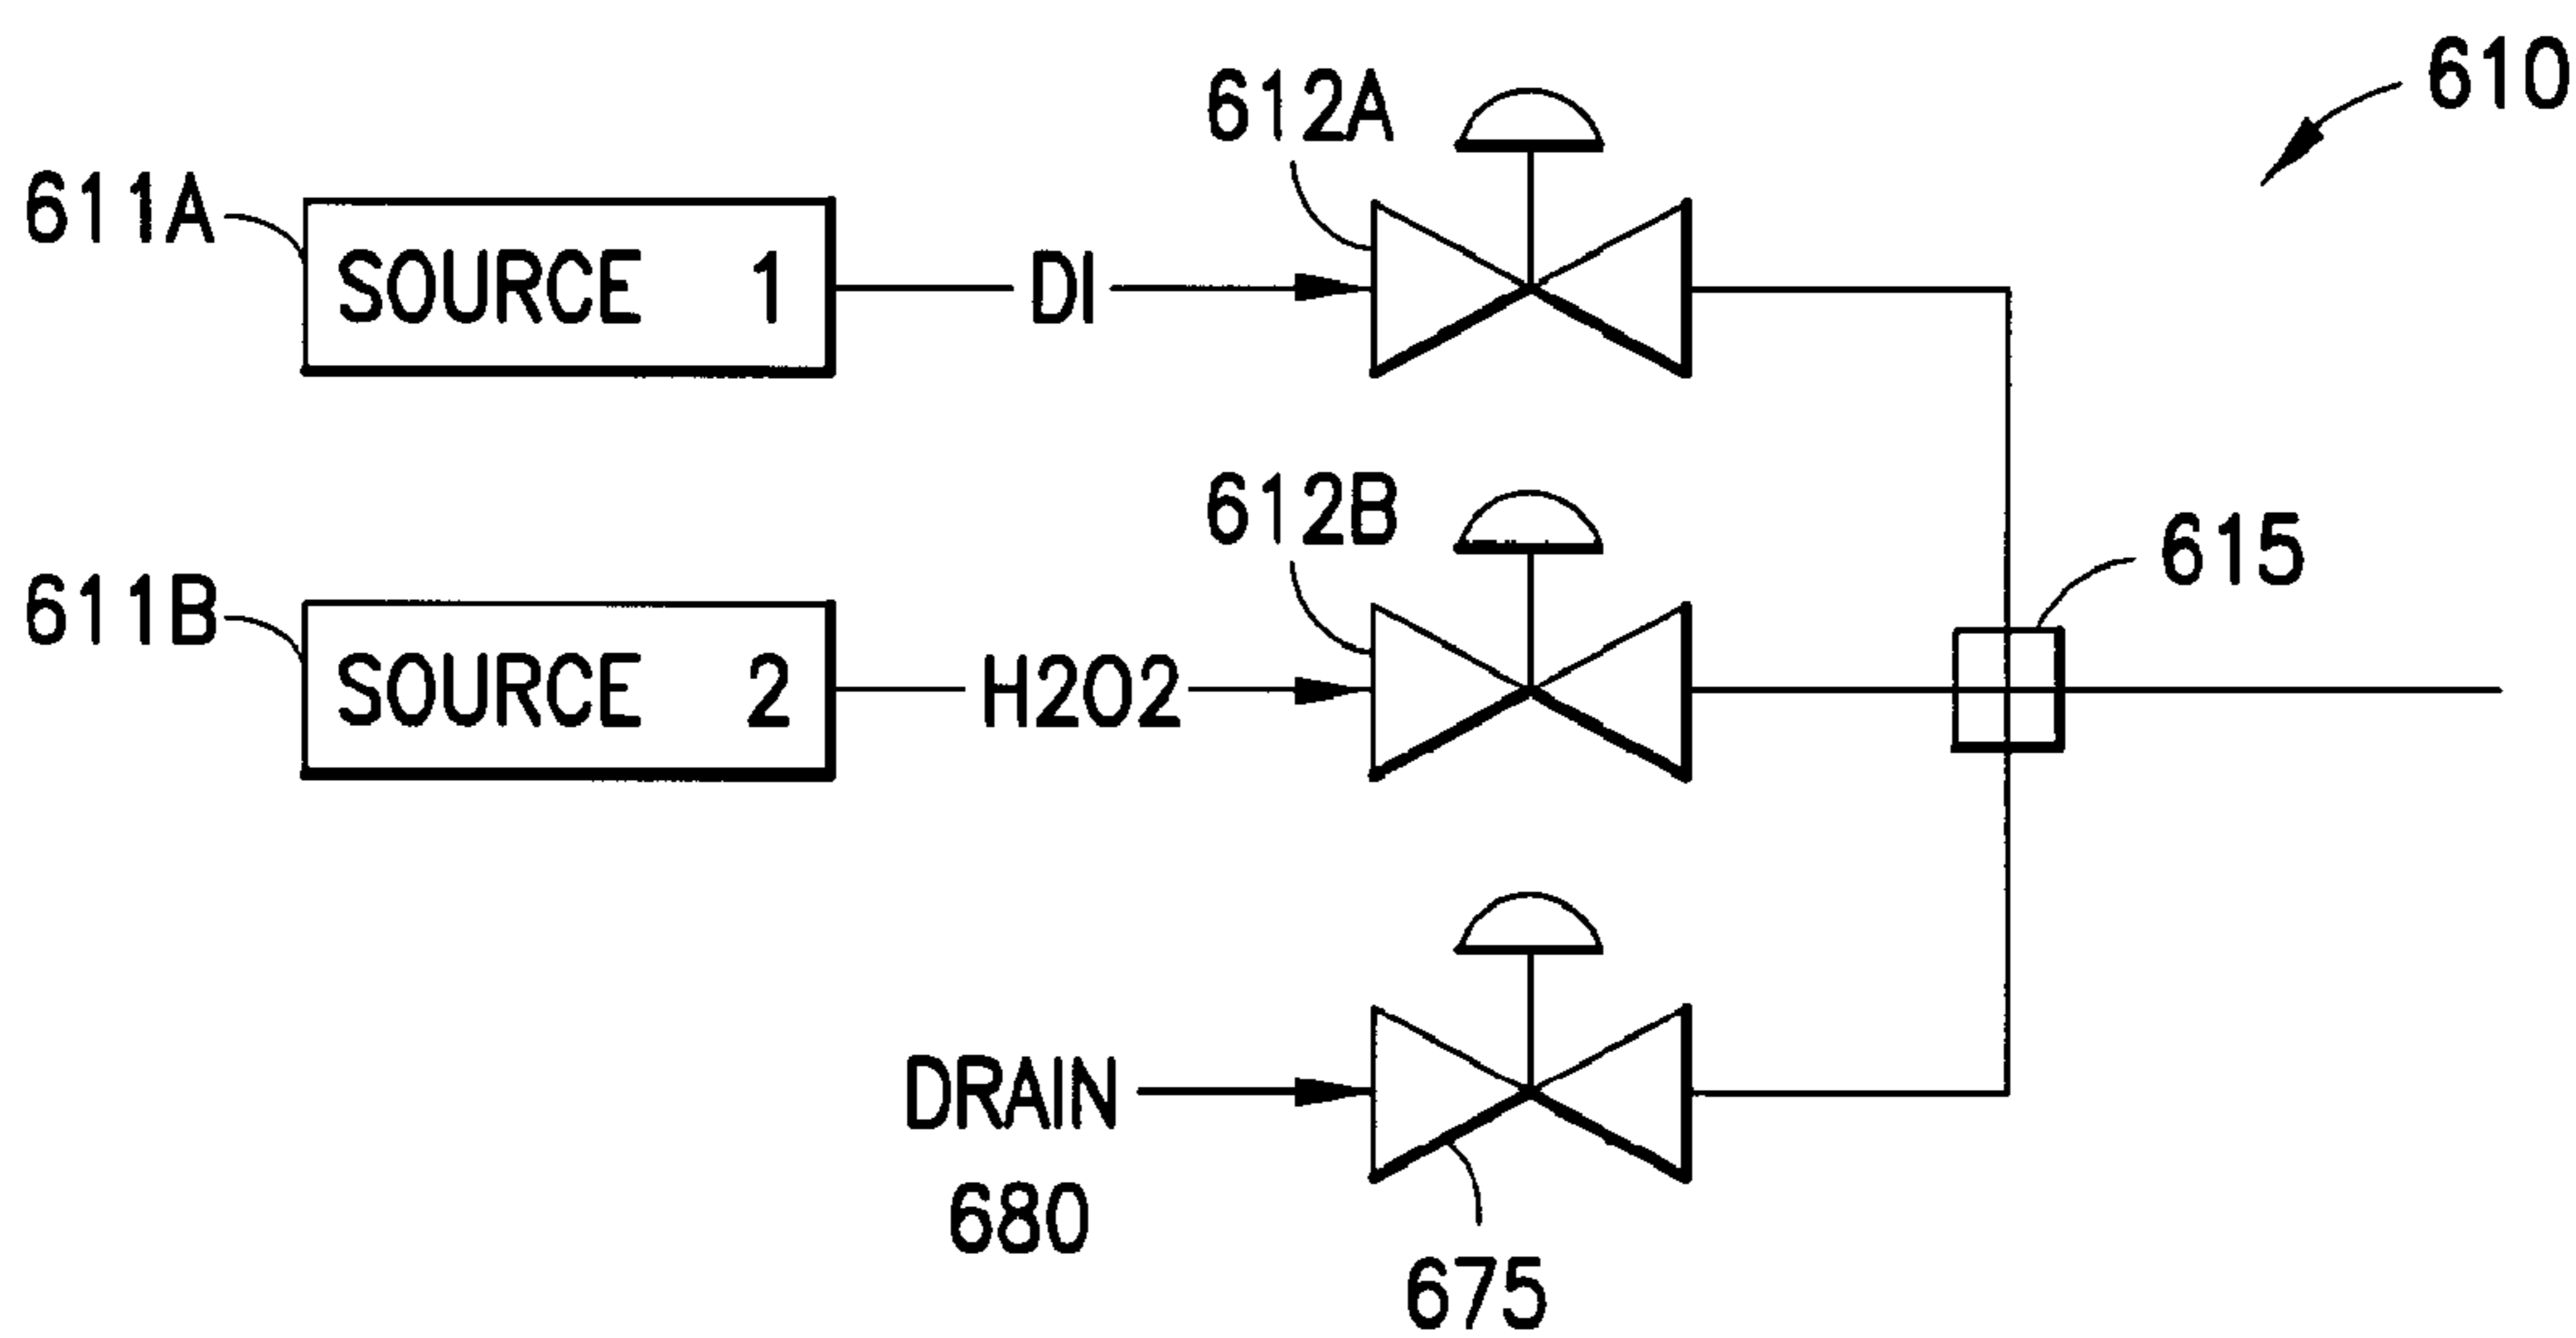 610
612A
611A
SOURCE 1
DI
612B
615
611B
SOURCE 2
H2O2
DRAIN
680
675